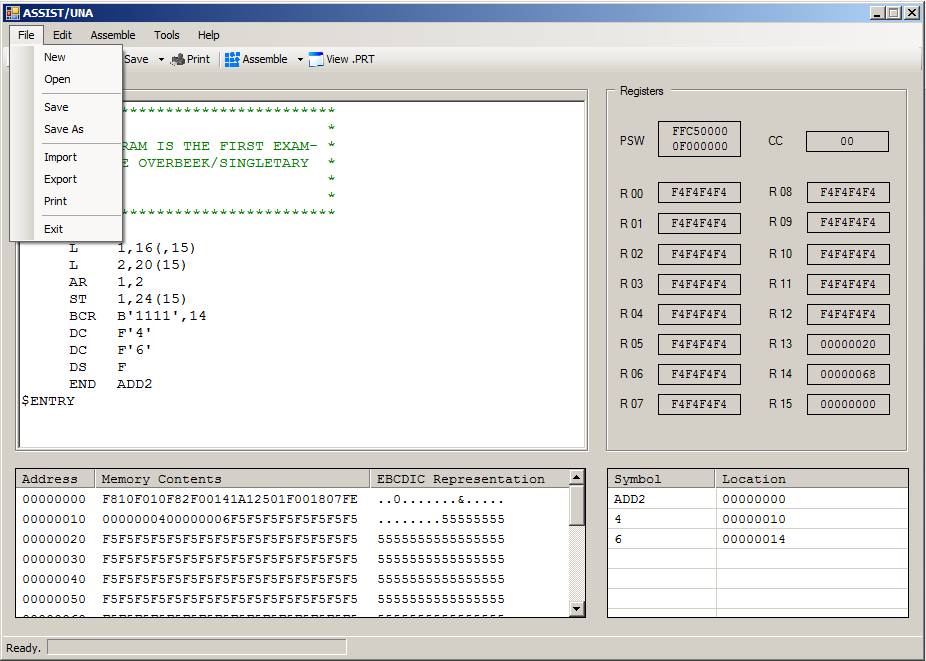 ASSIST/UNA
File Edit Assemble Tools Help
Save Print Assemble View .PRT
New
Open
Save
Save As
Import
Export
Print
Exit
***********************
*
RAM IS THE FIRST EXAM- *
E OVERBEEK/SINGLETARY *
*
*
***********************
L 1,16(,15)
L 2,20(15)
AR 1,2
ST 1,24(15)
BCR B'1111',14
DC F'4'
DC F'6'
DS F
END ADD2
$ENTRY
Registers
PSW FFC50000 0F000000 CC 00
R 00 F4F4F4F4 R 08 F4F4F4F4
R 01 F4F4F4F4 R 09 F4F4F4F4
R 02 F4F4F4F4 R 10 F4F4F4F4
R 03 F4F4F4F4 R 11 F4F4F4F4
R 04 F4F4F4F4 R 12 F4F4F4F4
R 05 F4F4F4F4 R 13 00000020
R 06 F4F4F4F4 R 14 00000068
R 07 F4F4F4F4 R 15 00000000
Address Memory Contents EBCDIC Representation
00000000 F810F010F82F00141A12501F001807FE ..0.......&.....
00000010 0000000400000006F5F5F5F5F5F5F5F5 ........55555555
00000020 F5F5F5F5F5F5F5F5F5F5F5F5F5F5F5F5 5555555555555555
00000030 F5F5F5F5F5F5F5F5F5F5F5F5F5F5F5F5 5555555555555555
00000040 F5F5F5F5F5F5F5F5F5F5F5F5F5F5F5F5 5555555555555555
00000050 F5F5F5F5F5F5F5F5F5F5F5F5F5F5F5F5 5555555555555555
Symbol Location
ADD2 00000000
4 00000010
6 00000014
Ready.